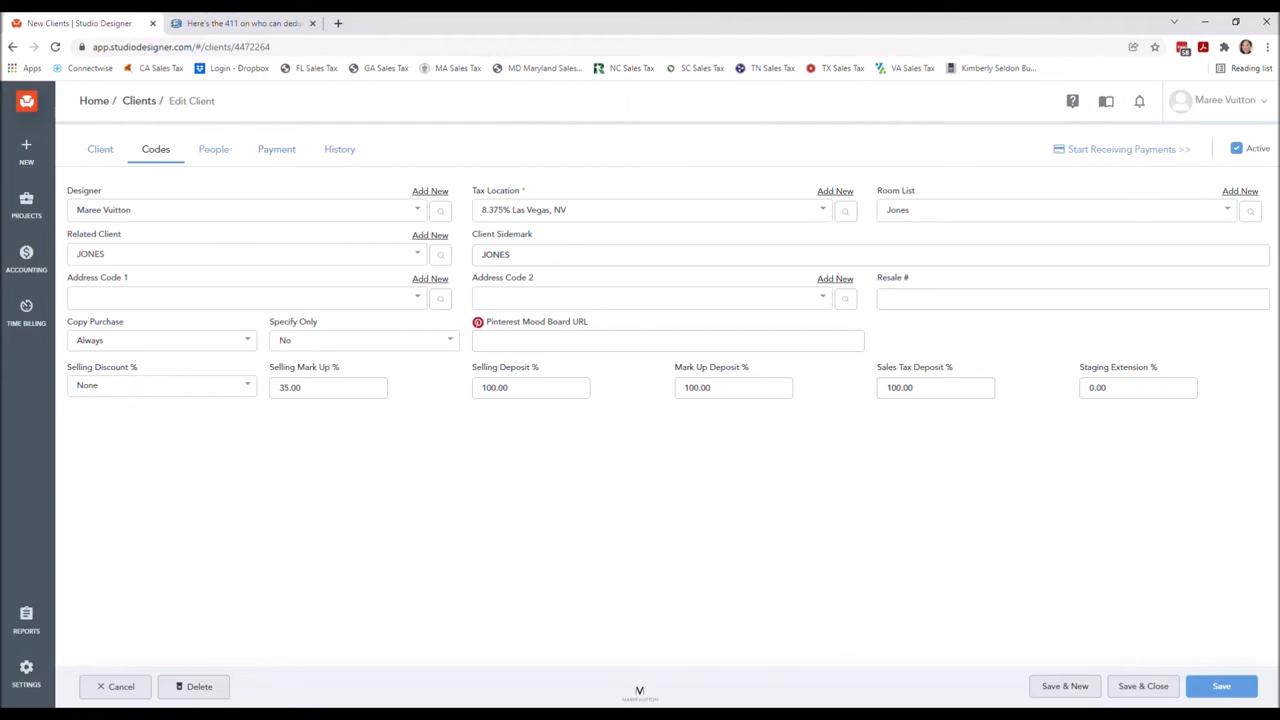 New Clients | Studio Designer
Here's the 411 on who can dedu
app.studiodesigner.com/#/clients/4472264
58
Apps Connectwise CA Sales Tax Login - Dropbox FL Sales Tax GA Sales Tax MA Sales Tax MD Maryland Sales... NC Sales Tax SC Sales Tax TN Sales Tax TX Sales Tax VA Sales Tax Kimberly Seldon Bu... Reading list
Home / Clients / Edit Client
Maree Vuitton
NEW
PROJECTS
ACCOUNTING
TIME BILLING
REPORTS
SETTINGS
Client Codes People Payment History
Start Receiving Payments >> Active
Designer Add New Tax Location * Add New Room List Add New
Maree Vuitton 8.375% Las Vegas, NV Jones
Related Client Add New Client Sidemark
JONES JONES
Address Code 1 Add New Address Code 2 Add New Resale #
Copy Purchase Specify Only Pinterest Mood Board URL
Always No
Selling Discount % Selling Mark Up % Selling Deposit % Mark Up Deposit % Sales Tax Deposit % Staging Extension %
None 35.00 100.00 100.00 100.00 0.00
Cancel Delete Save & New Save & Close Save
M
MAREEVUITTON